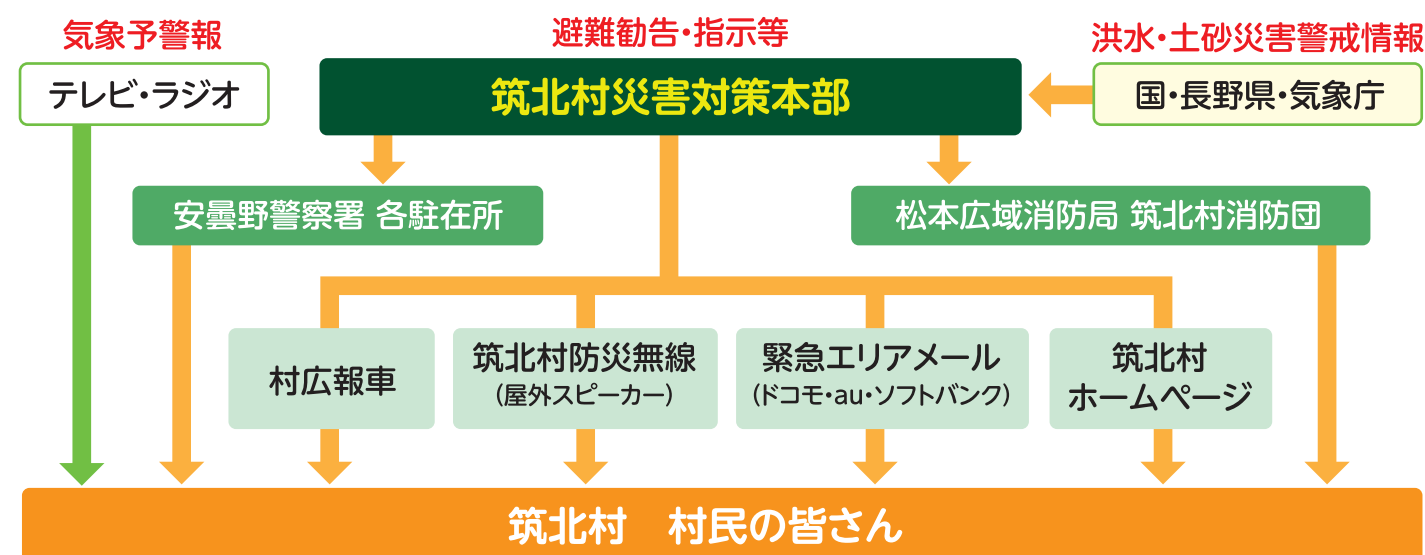 気象予警報
避難勧告・指示等
洪水・土砂災害警戒情報
テレビ・ラジオ
筑北村災害対策本部
国・長野県・気象庁
安曇野警察署 各駐在所
松本広域消防局 筑北村消防団
村広報車
筑北村防災無線
(屋外スピーカー)
緊急エリアメール
(ドコモ・au・ソフトバンク)
筑北村
ホームページ
筑北村　村民の皆さん